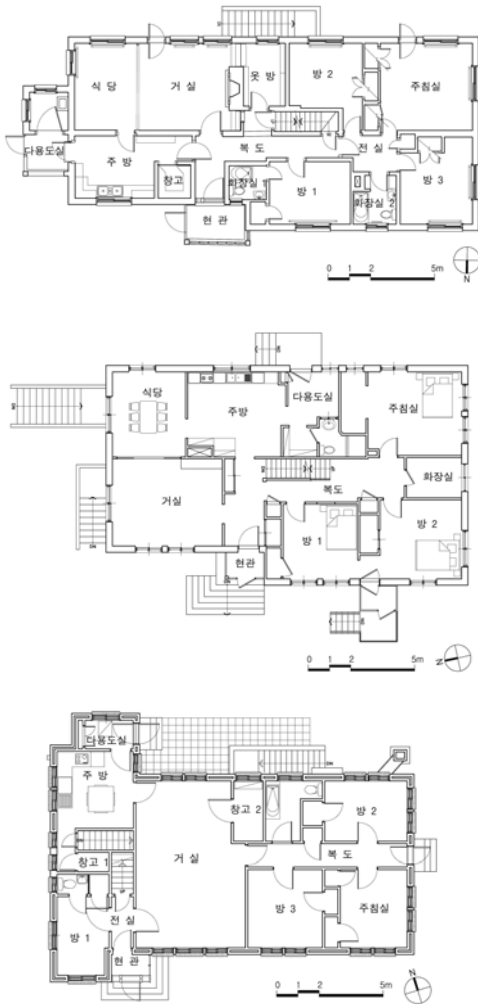 식당 거실 옷방 방2 주침실
다용도실 주방 창고 복도 전실
화장실 1 방1 화장실 2 방3
현관
0 1 2 5m
N
식당 주방 다용도실 주침실
거실 복도 화장실
방1 방2
현관
DN
DN
0 1 2 5m
N
다용도실
DN
주방 창고 2 방2
거실 복도
창고 1
UP
방1 전실 방3 주침실
현관
0 1 2 5m
N